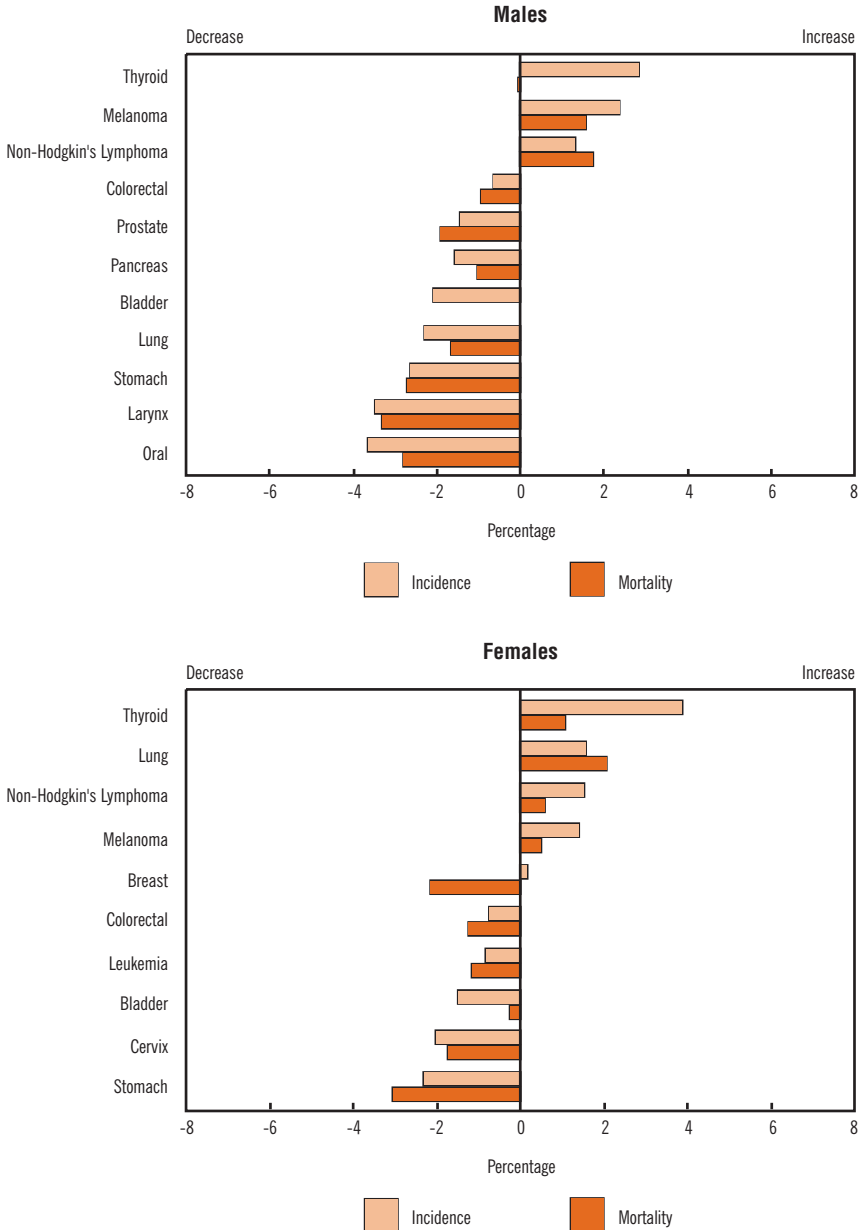 Males
Decrease Increase
Thyroid
Melanoma
Non-Hodgkin's Lymphoma
Colorectal
Prostate
Pancreas
Bladder
Lung
Stomach
Larynx
Oral
-8 -6 -4 -2 0 2 4 6 8
Percentage
Incidence Mortality
Females
Decrease Increase
Thyroid
Lung
Non-Hodgkin's Lymphoma
Melanoma
Breast
Colorectal
Leukemia
Bladder
Cervix
Stomach
-8 -6 -4 -2 0 2 4 6 8
Percentage
Incidence Mortality